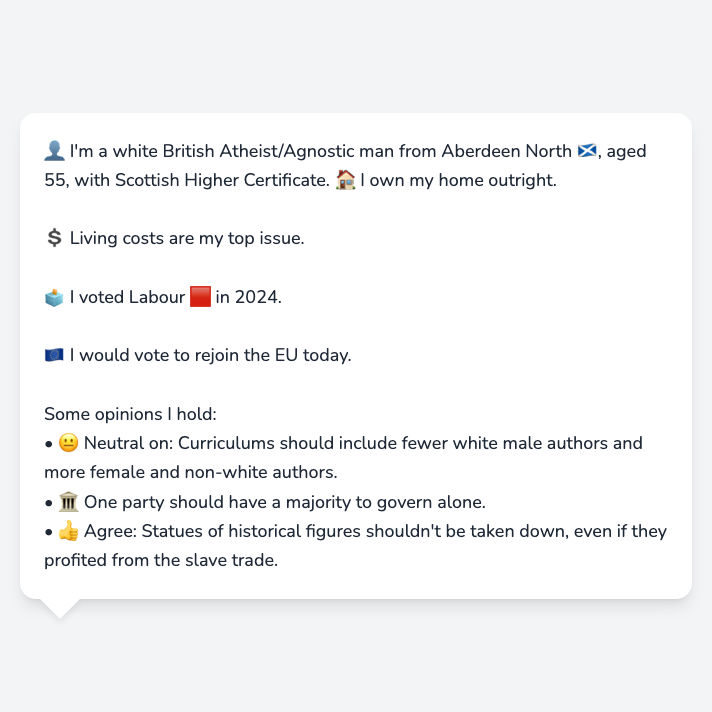 👤 I'm a white British Atheist/Agnostic man from Aberdeen North 🏴󠁧󠁢󠁳󠁣󠁴󠁿, aged
55, with Scottish Higher Certificate. 🏠 I own my home outright.
💲 Living costs are my top issue.
🗳️ I voted Labour 🟥 in 2024.
🇪🇺 I would vote to rejoin the EU today.
Some opinions I hold:
• 😐 Neutral on: Curriculums should include fewer white male authors and
more female and non-white authors.
• 🏛️ One party should have a majority to govern alone.
• 👍 Agree: Statues of historical figures shouldn't be taken down, even if they
profited from the slave trade.